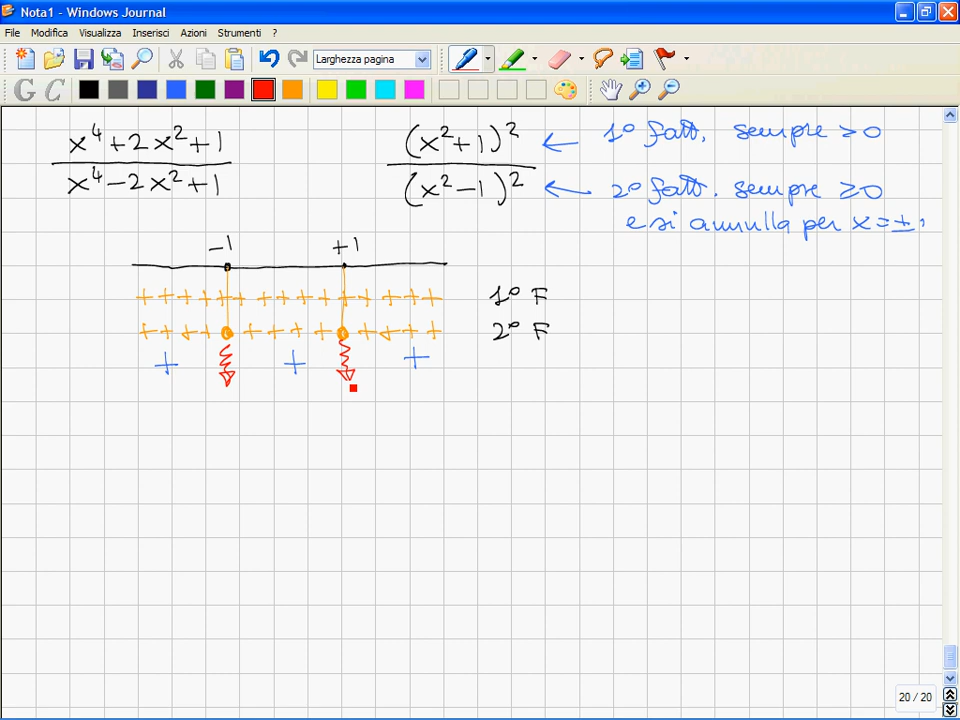 Nota1 - Windows Journal
File Modifica Visualizza Inserisci Azioni Strumenti ?
Larghezza pagina
G C
x⁴+2x²+1 (x²+1)² ← 1° fatt. sempre >0
x⁴-2x²+1 (x²-1)² ← 2° fatt. sempre ≥0
e si annulla per x=±
-1 +1
+++++++++++++++ 1° F
++++ ++++ ++++ 2° F
+ + +
20 / 20